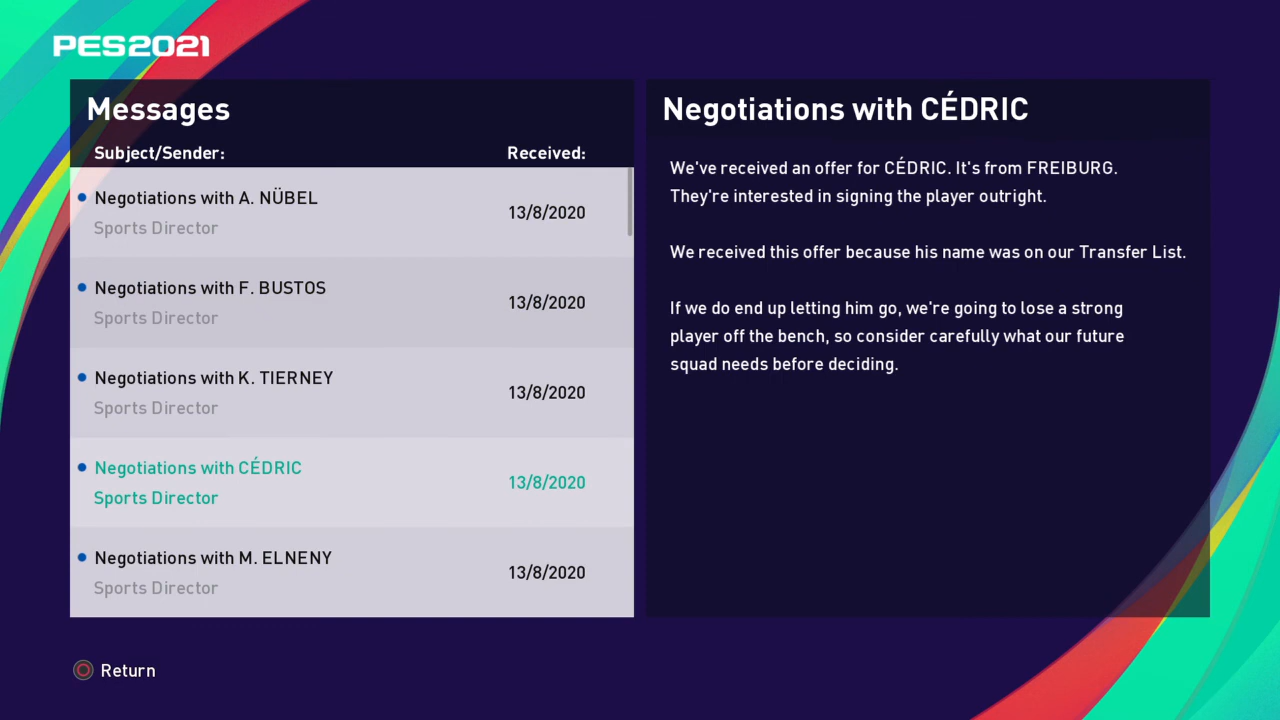 PES2021
Messages
Subject/Sender:
Received:
Negotiations with A. NÜBEL
Sports Director
13/8/2020
Negotiations with F. BUSTOS
Sports Director
13/8/2020
Negotiations with K. TIERNEY
Sports Director
13/8/2020
Negotiations with CÉDRIC
Sports Director
13/8/2020
Negotiations with M. ELNENY
Sports Director
13/8/2020
Negotiations with CÉDRIC
We've received an offer for CÉDRIC. It's from FREIBURG.
They're interested in signing the player outright.
We received this offer because his name was on our Transfer List.
If we do end up letting him go, we're going to lose a strong
player off the bench, so consider carefully what our future
squad needs before deciding.
Return